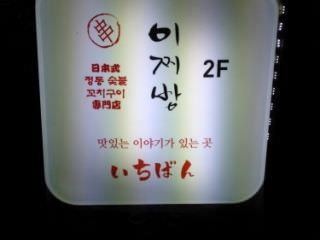 이찌방
2F
日本式
정통 숯불
꼬치구이
専門店
맛있는 이야기가 있는 곳
いちばん